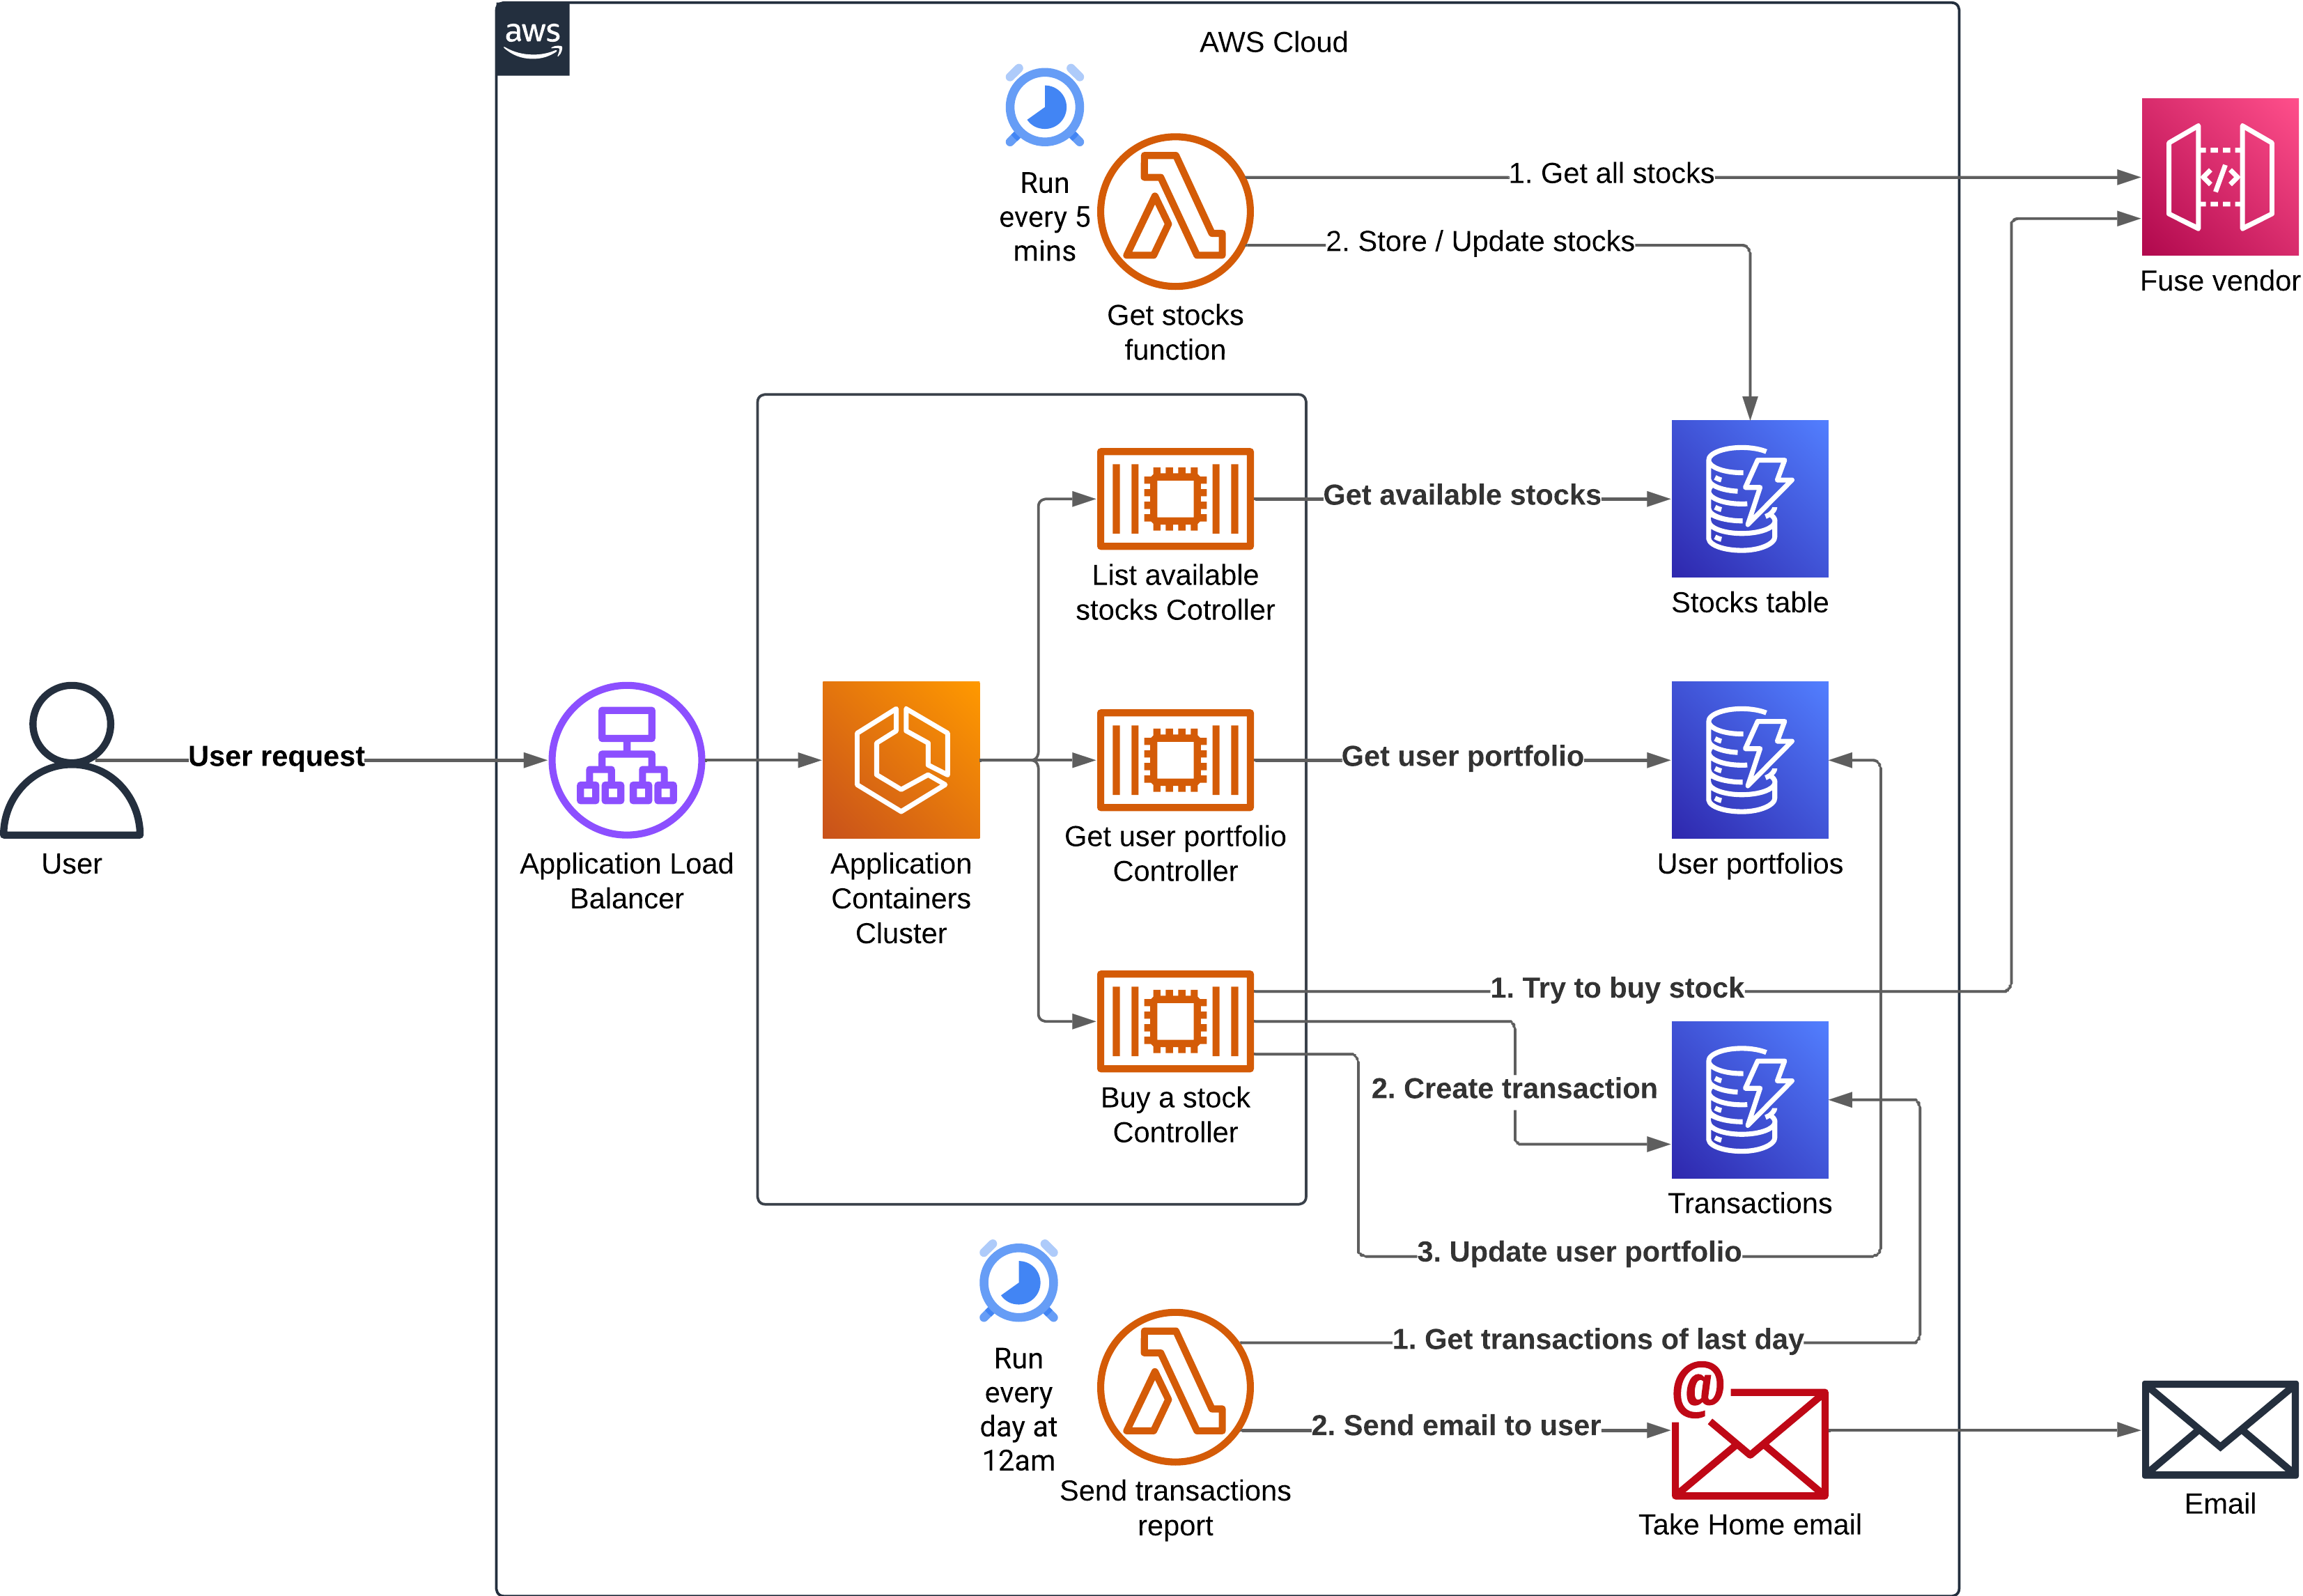 aws
AWS Cloud
Run
every 5
mins
1. Get all stocks
2. Store / Update stocks
Fuse vendor
Get stocks
function
Get available stocks
List available
stocks Cotroller
Stocks table
User request
Get user portfolio
User
Application Load
Balancer
Application
Containers
Cluster
Get user portfolio
Controller
User portfolios
1. Try to buy stock
2. Create transaction
Buy a stock
Controller
Transactions
3. Update user portfolio
Run
every
day at
12am
1. Get transactions of last day
@
2. Send email to user
Send transactions
report
Take Home email
Email